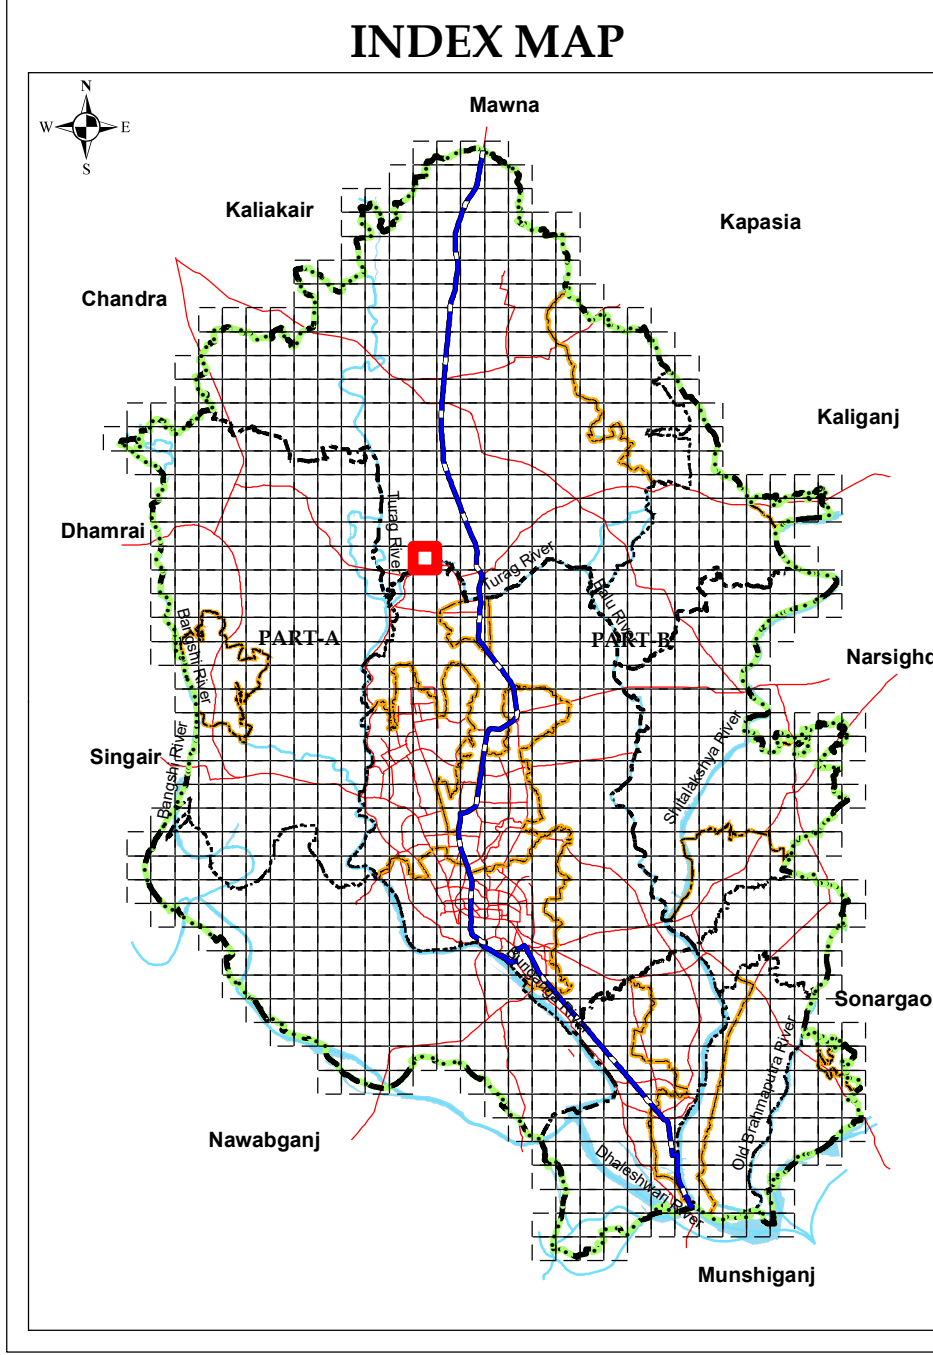 INDEX MAP
N
W E
S
Mawna
Kaliakair
Kapasia
Chandra
Kaliganj
Dhamrai
Turag River
Turag River
Balu River
Bangshi River
PART-A
PART-B
Narsighd
Shitalakshya River
Singair
Bangshi River
Buriganga River
Sonargao
Old Brahmaputra River
Nawabganj
Dhaleshwari River
Munshiganj